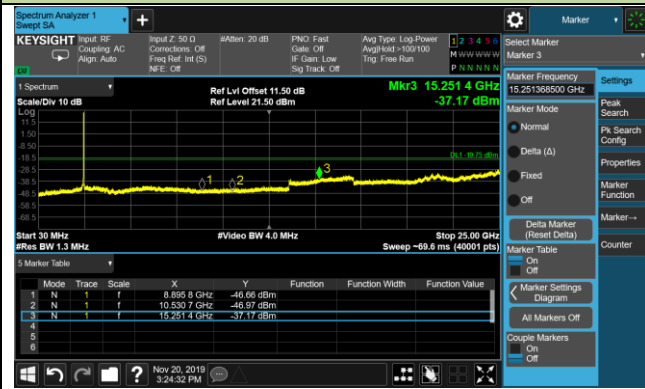 Spectrum Analyzer 1
Swept SA
+
Marker
KEYSIGHT
Input: RF
Coupling: AC
Align: Auto
Input Z: 50 Ω
Corrections: Off
Freq Ref: Int (S)
NFE: Off
#Atten: 20 dB
PNO: Fast
Gate: Off
IF Gain: Low
Sig Track: Off
Avg Type: Log-Power
Avg|Hold:>100/100
Trig: Free Run
1 2 3 4 5 6
M W W W W W
P N N N N N
LXI
Select Marker
Marker 3
1 Spectrum
Scale/Div 10 dB
Ref Lvl Offset 11.50 dB
Ref Level 21.50 dBm
Mkr3 15.251 4 GHz
-37.17 dBm
Log
11.5
1.50
-8.50
-18.5
-28.5
-38.5
-48.5
-58.5
-68.5
DL1 -19.75 dBm
1
2
3
Start 30 MHz
#Res BW 1.3 MHz
#Video BW 4.0 MHz
Stop 25.00 GHz
Sweep ~69.6 ms (40001 pts)
5 Marker Table
Mode Trace Scale X Y Function Function Width Function Value
1 N 1 f 8.895 8 GHz -46.66 dBm
2 N 1 f 10.530 7 GHz -46.97 dBm
3 N 1 f 15.251 4 GHz -37.17 dBm
4
5
6
Marker Frequency
15.251368500 GHz
Marker Mode
Normal
Delta (Δ)
Fixed
Off
Delta Marker
(Reset Delta)
Marker Table
On
Off
Marker Settings
Diagram
All Markers Off
Couple Markers
On
Off
Settings
Peak
Search
Pk Search
Config
Properties
Marker
Function
Marker→
Counter
?
Nov 20, 2019
3:24:32 PM